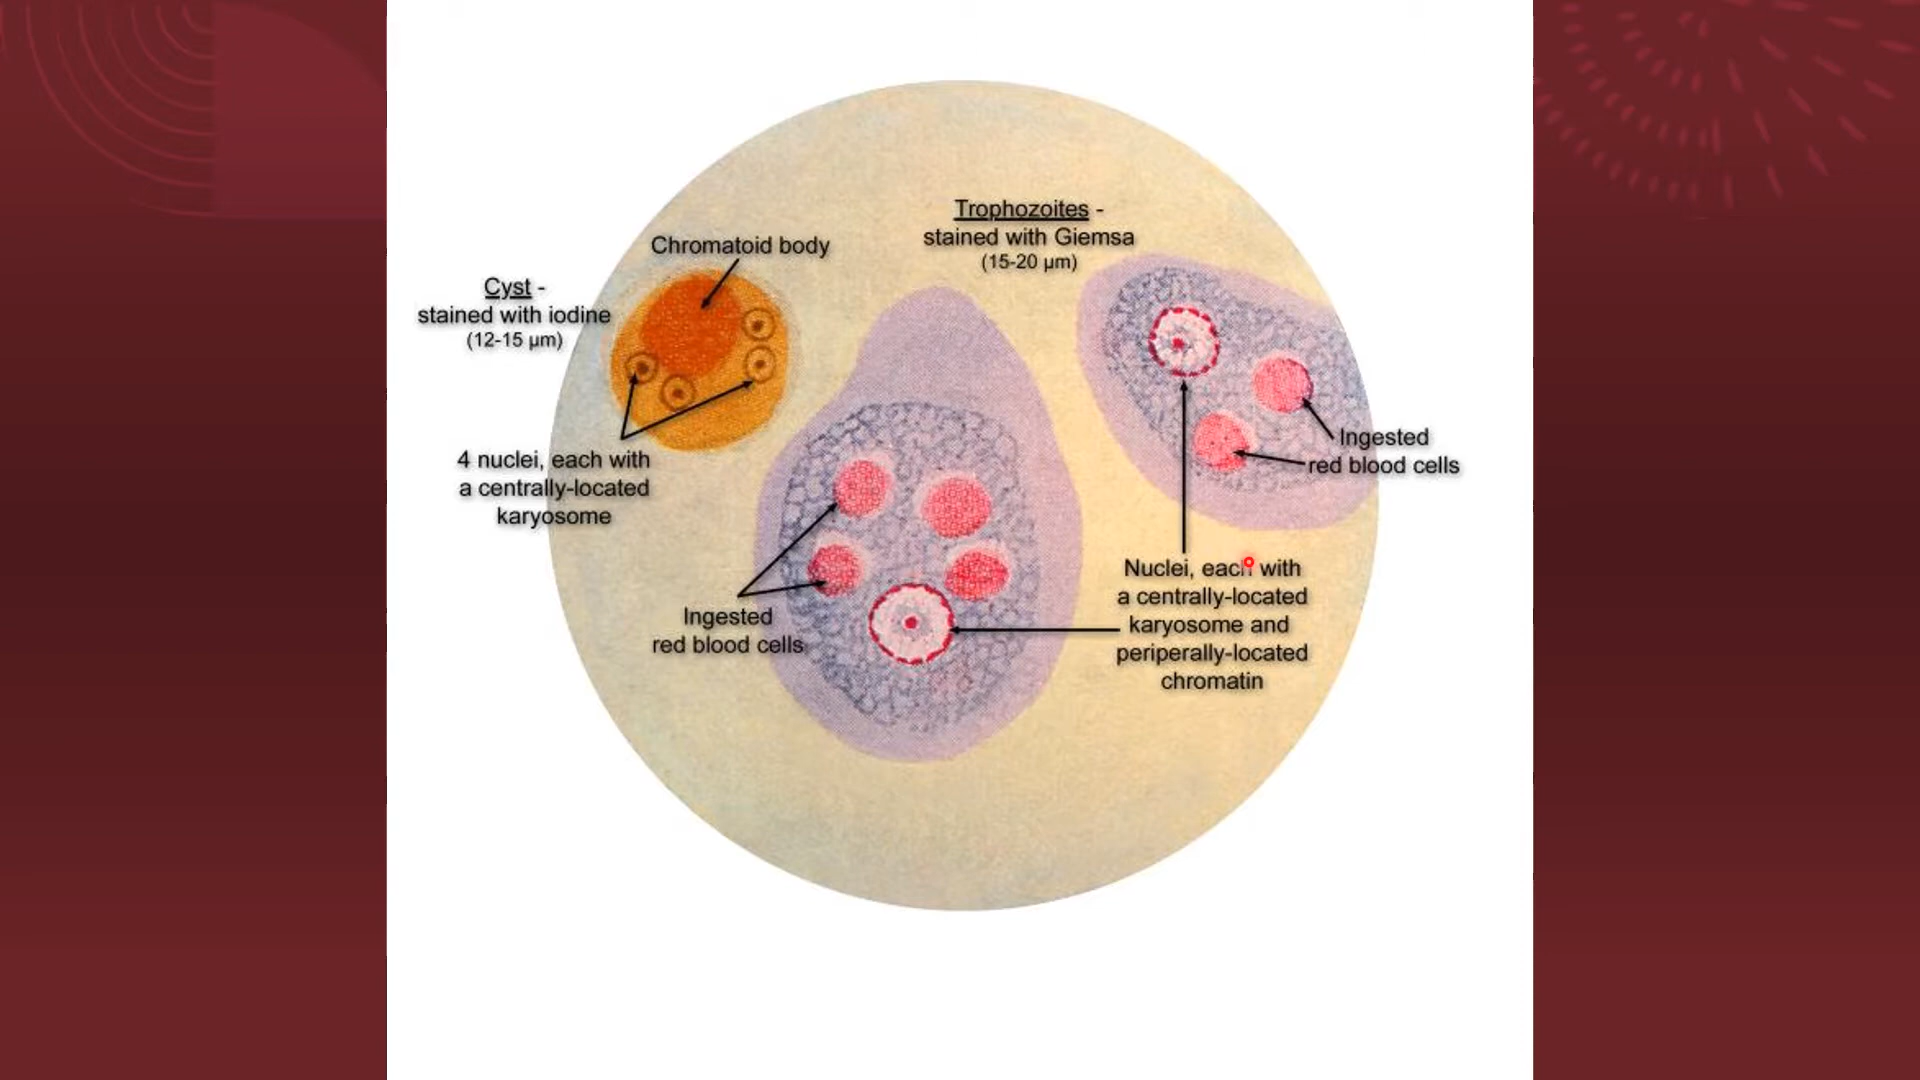 Trophozoites -
stained with Giemsa
(15-20 µm)
Chromatoid body
Cyst -
stained with iodine
(12-15 µm)
4 nuclei, each with
a centrally-located
karyosome
Ingested
red blood cells
Ingested
red blood cells
Nuclei, each with
a centrally-located
karyosome and
periperally-located
chromatin